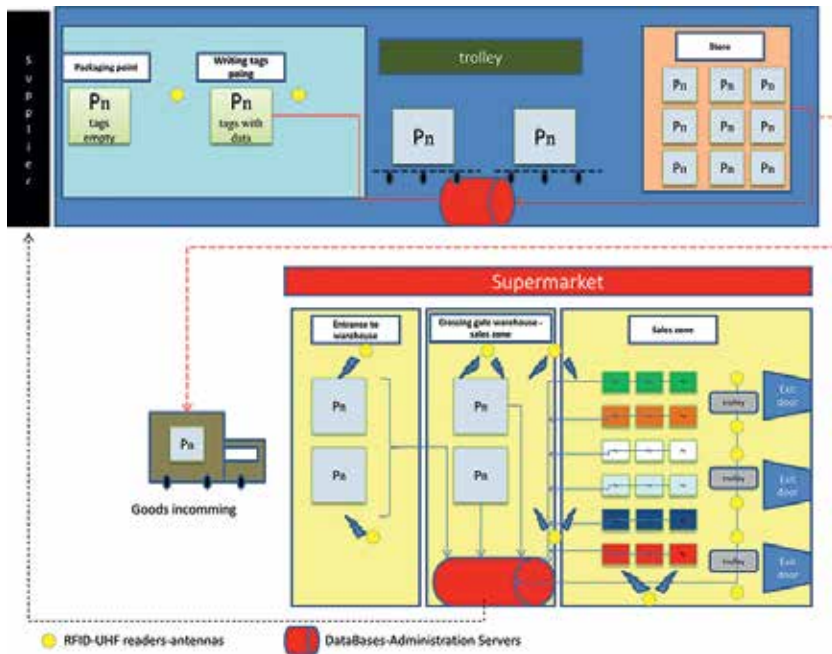 Supplier
Packaging point
Writing tags poing
trolley
Store
Pn
tags
empty
Pn
tags with
data
Pn
Pn
Pn Pn Pn
Pn Pn Pn
Pn Pn Pn
Supermarket
Entrance to
warehouse
Crossing gate warehouse -
sales zone
Sales zone
Pn
Pn
Pn
Pn
Pn
Goods incomming
trolley
trolley
trolley
Exit
door
Exit
door
Exit
door
RFID-UHF readers-antennas
DataBases-Administration Servers